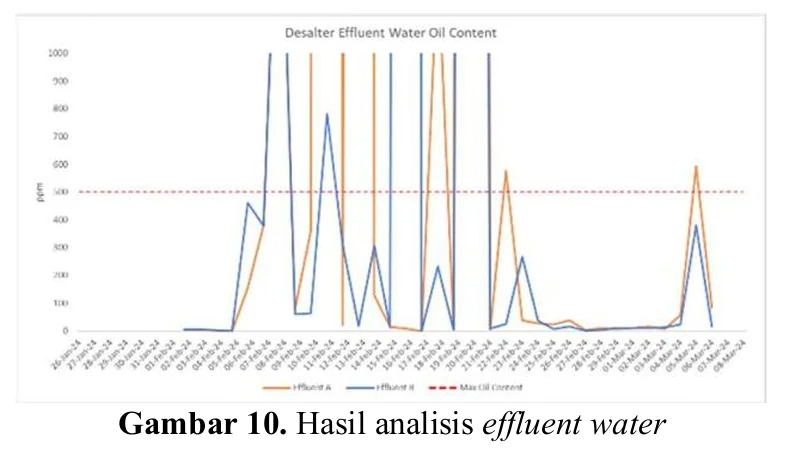 Desalter Effluent Water Oil Content
1000
900
800
700
600
500
400
300
200
100
0
ppm
26-Jan-24
27-Jan-24
28-Jan-24
29-Jan-24
30-Jan-24
31-Jan-24
01-Feb-24
02-Feb-24
03-Feb-24
04-Feb-24
05-Feb-24
06-Feb-24
07-Feb-24
08-Feb-24
09-Feb-24
10-Feb-24
11-Feb-24
12-Feb-24
13-Feb-24
14-Feb-24
15-Feb-24
16-Feb-24
17-Feb-24
18-Feb-24
19-Feb-24
20-Feb-24
21-Feb-24
22-Feb-24
23-Feb-24
24-Feb-24
25-Feb-24
26-Feb-24
27-Feb-24
28-Feb-24
29-Feb-24
01-Mar-24
02-Mar-24
03-Mar-24
04-Mar-24
05-Mar-24
06-Mar-24
07-Mar-24
08-Mar-24
Effluent A
Effluent B
Max Oil Content
Gambar 10. Hasil analisis effluent water